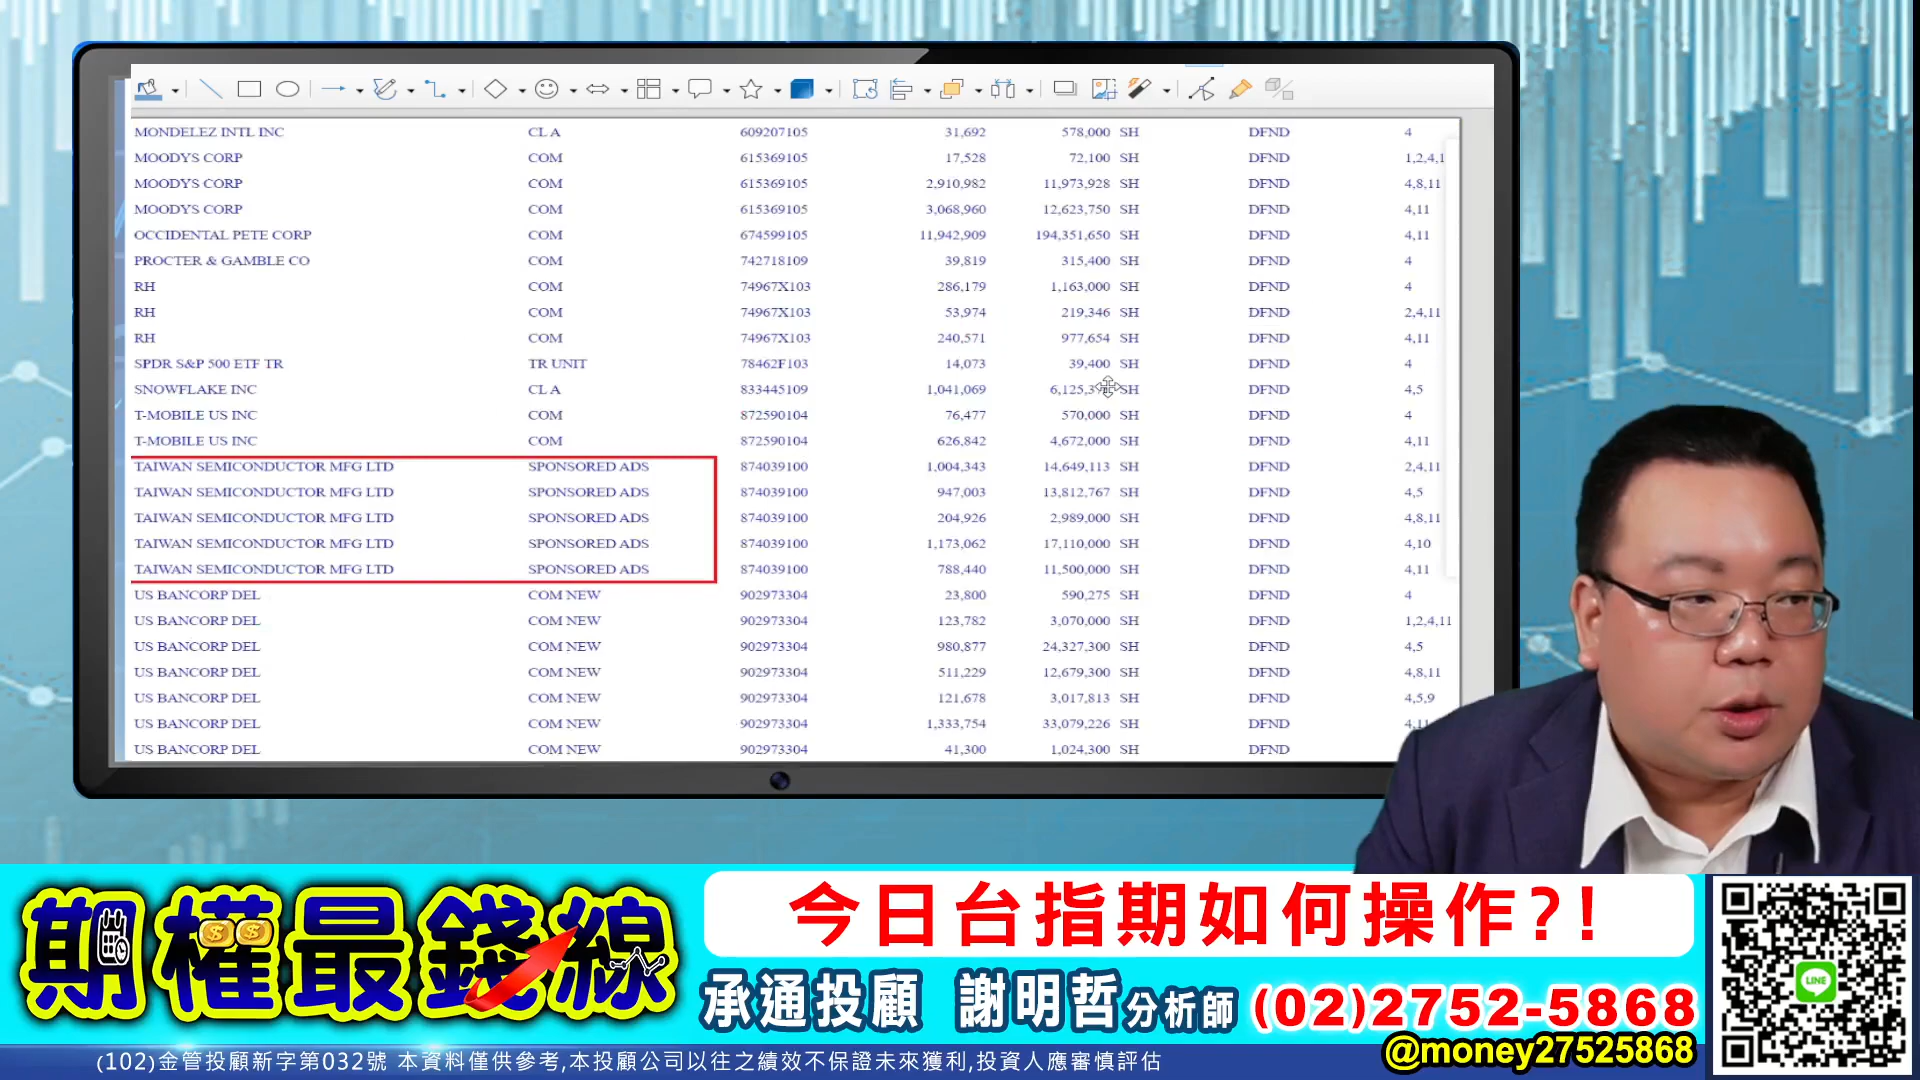 MONDELEZ INTL INC CL A 609207105 31,692 578,000 SH DFND 4
MOODYS CORP COM 615369105 17,528 72,100 SH DFND 1,2,4,1
MOODYS CORP COM 615369105 2,910,982 11,973,928 SH DFND 4,8,11
MOODYS CORP COM 615369105 3,068,960 12,623,750 SH DFND 4,11
OCCIDENTAL PETE CORP COM 674599105 11,942,909 194,351,650 SH DFND 4,11
PROCTER & GAMBLE CO COM 742718109 39,819 315,400 SH DFND 4
RH COM 74967X103 286,179 1,163,000 SH DFND 4
RH COM 74967X103 53,974 219,346 SH DFND 2,4,11
RH COM 74967X103 240,571 977,654 SH DFND 4,11
SPDR S&P 500 ETF TR TR UNIT 78462F103 14,073 39,400 SH DFND 4
SNOWFLAKE INC CL A 833445109 1,041,069 SH DFND 4,5
T-MOBILE US INC COM 872590104 76,477 570,000 SH DFND 4
T-MOBILE US INC COM 872590104 626,842 4,672,000 SH DFND 4,11
TAIWAN SEMICONDUCTOR MFG LTD SPONSORED ADS 874039100 1,004,343 14,649,113 SH DFND 2,4,11
TAIWAN SEMICONDUCTOR MFG LTD SPONSORED ADS 874039100 947,003 13,812,767 SH DFND 4,5
TAIWAN SEMICONDUCTOR MFG LTD SPONSORED ADS 874039100 204,926 2,989,000 SH DFND 4,8,11
TAIWAN SEMICONDUCTOR MFG LTD SPONSORED ADS 874039100 1,173,062 17,110,000 SH DFND 4,10
TAIWAN SEMICONDUCTOR MFG LTD SPONSORED ADS 874039100 788,440 11,500,000 SH DFND 4,11
US BANCORP DEL COM NEW 902973304 23,800 590,275 SH DFND 4
US BANCORP DEL COM NEW 902973304 123,782 3,070,000 SH DFND 1,2,4,11
US BANCORP DEL COM NEW 902973304 980,877 24,327,300 SH DFND 4,5
US BANCORP DEL COM NEW 902973304 511,229 12,679,300 SH DFND 4,8,11
US BANCORP DEL COM NEW 902973304 121,678 3,017,813 SH DFND 4,5,9
US BANCORP DEL COM NEW 902973304 1,333,754 33,079,226 SH DFND 4,11
US BANCORP DEL COM NEW 902973304 41,300 1,024,300 SH DFND
期權最錢線
今日台指期如何操作?!
承通投顧 謝明哲分析師 (02)2752-5868
@money27525868
LINE
(102)金管投顧新字第032號 本資料僅供參考,本投顧公司以往之績效不保證未來獲利,投資人應審慎評估